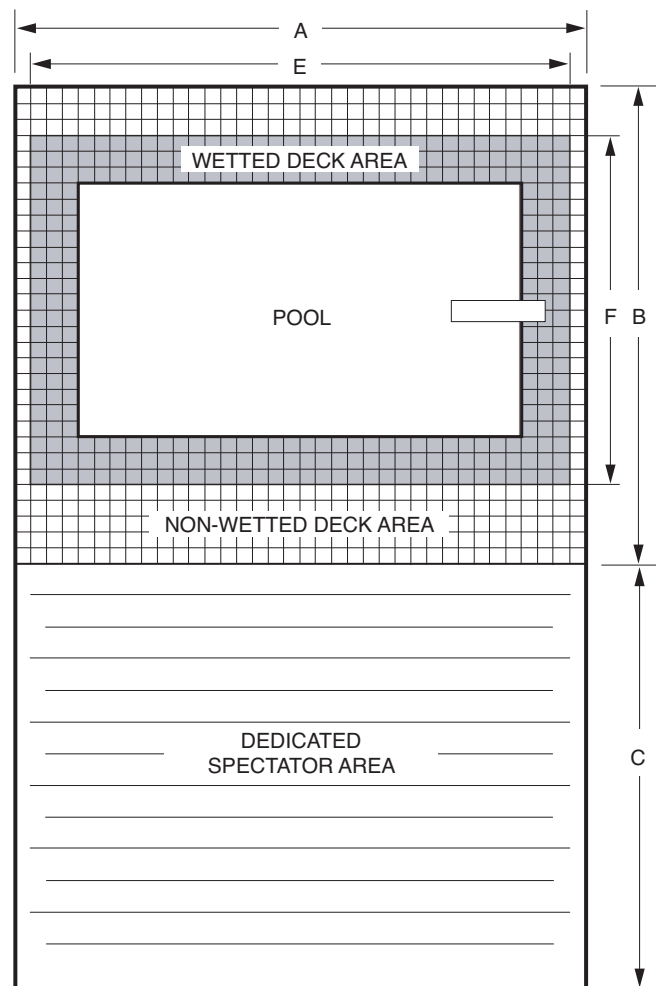 A
E
WETTED DECK AREA
POOL
F
B
NON-WETTED DECK AREA
DEDICATED
SPECTATOR AREA
C